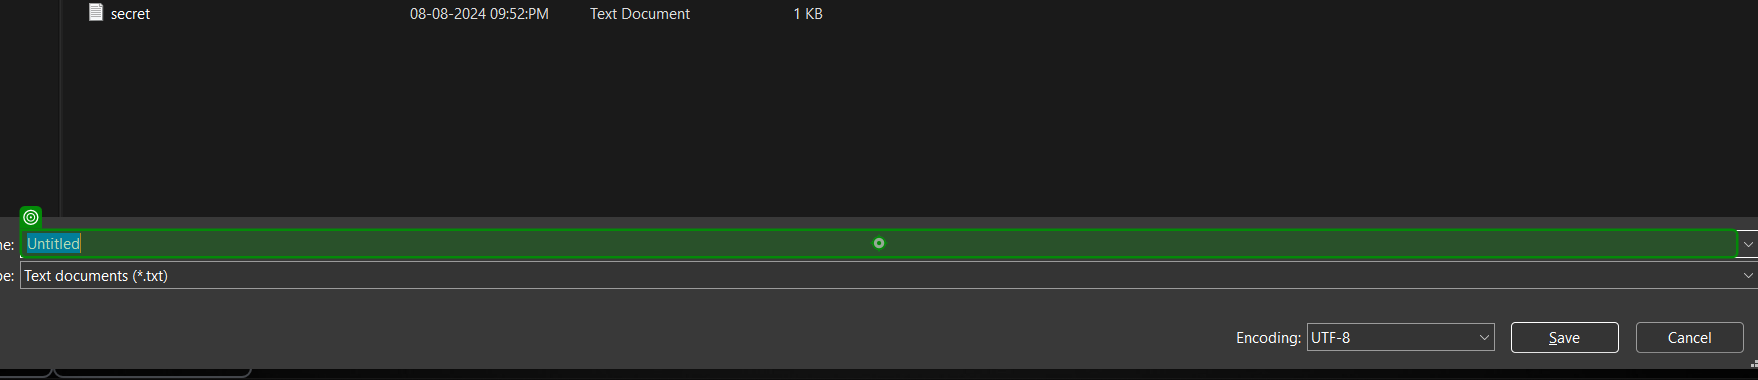 secret 08-08-2024 09:52:PM Text Document 1 KB
ne: Untitled
pe: Text documents (*.txt)
Encoding: UTF-8 Save Cancel